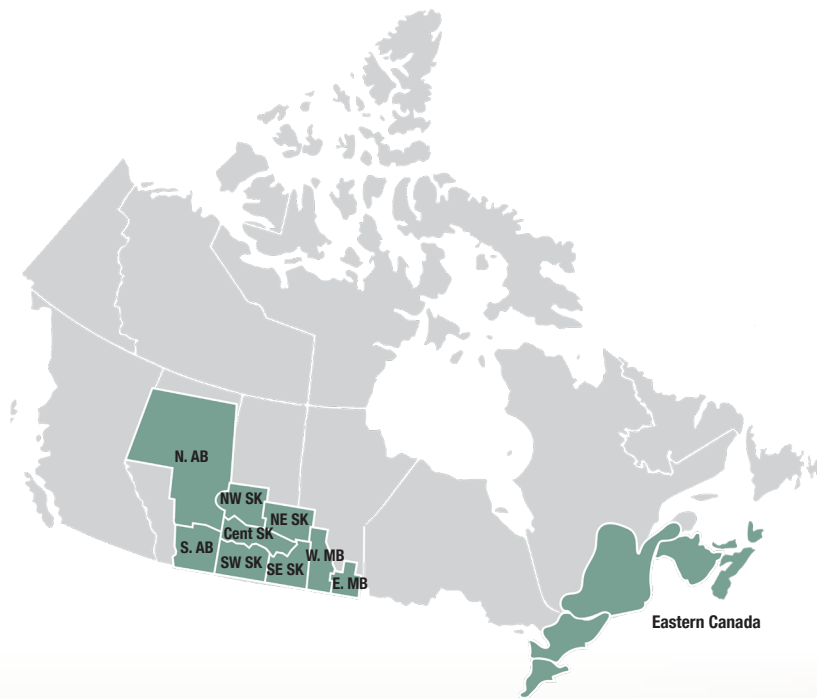 N. AB
NW SK
NE SK
Cent SK
S. AB
W. MB
SW SK
SE SK
E. MB
Eastern Canada